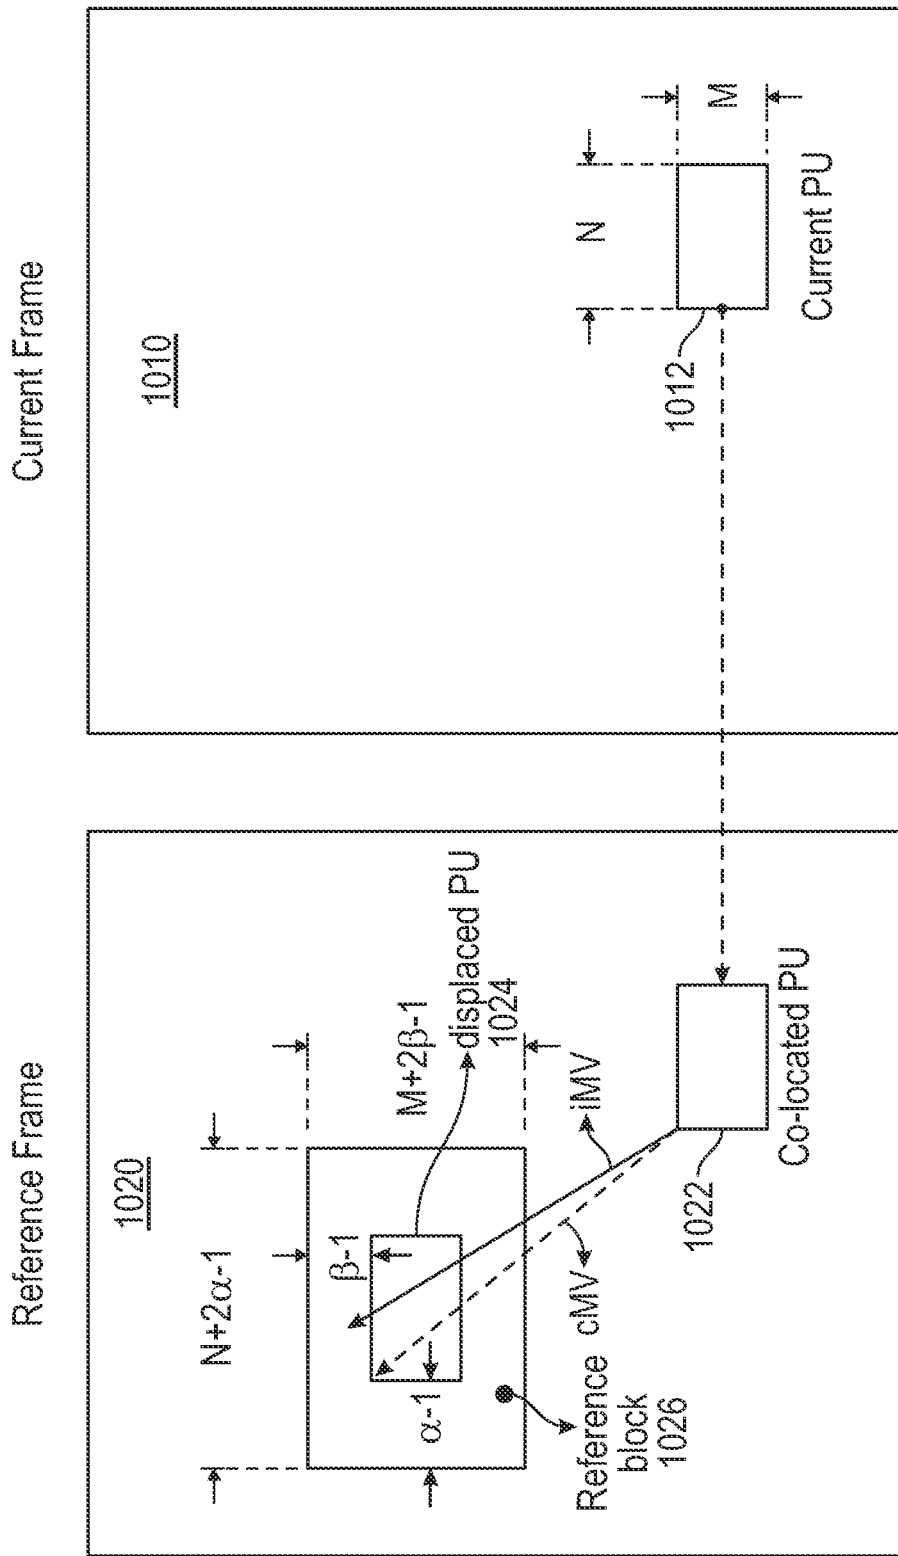 Reference Frame
1020
N+2α-1
M+2β-1
β-1
α-1
displaced PU
1024
iMV
cMV
Reference
block
1026
1022
Co-located PU
Current Frame
1010
N
M
1012
Current PU